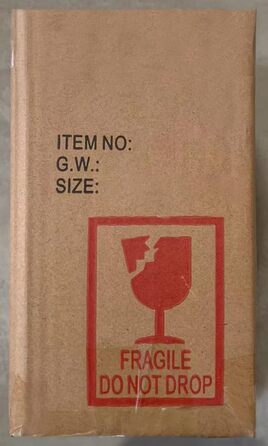 ITEM NO:
G.W.:
SIZE:
FRAGILE
DO NOT DROP